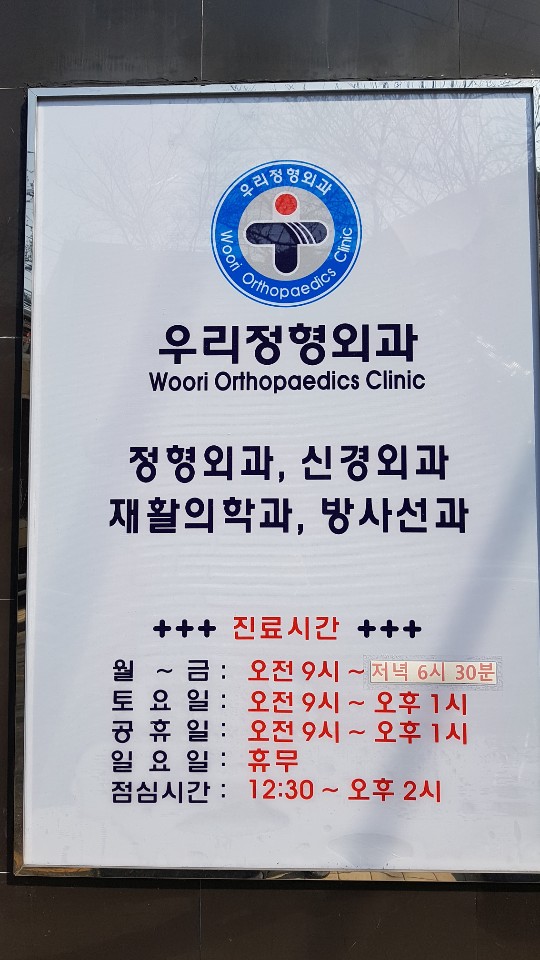 우리정형외과
Woori Orthopaedics Clinic
우리정형외과
Woori Orthopaedics Clinic
정형외과, 신경외과
재활의학과, 방사선과
+++ 진료시간 +++
월 ~ 금 : 오전 9시 ~ 저녁 6시 30분
토 요 일 : 오전 9시 ~ 오후 1시
공 휴 일 : 오전 9시 ~ 오후 1시
일 요 일 : 휴무
점심시간 : 12:30 ~ 오후 2시